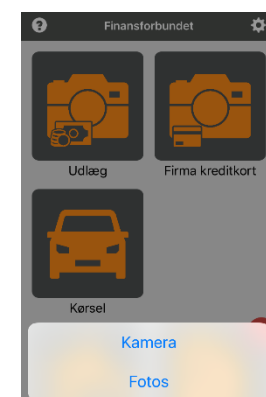 Finansforbundet
Udlæg
Firma kreditkort
Kørsel
Kamera
Fotos